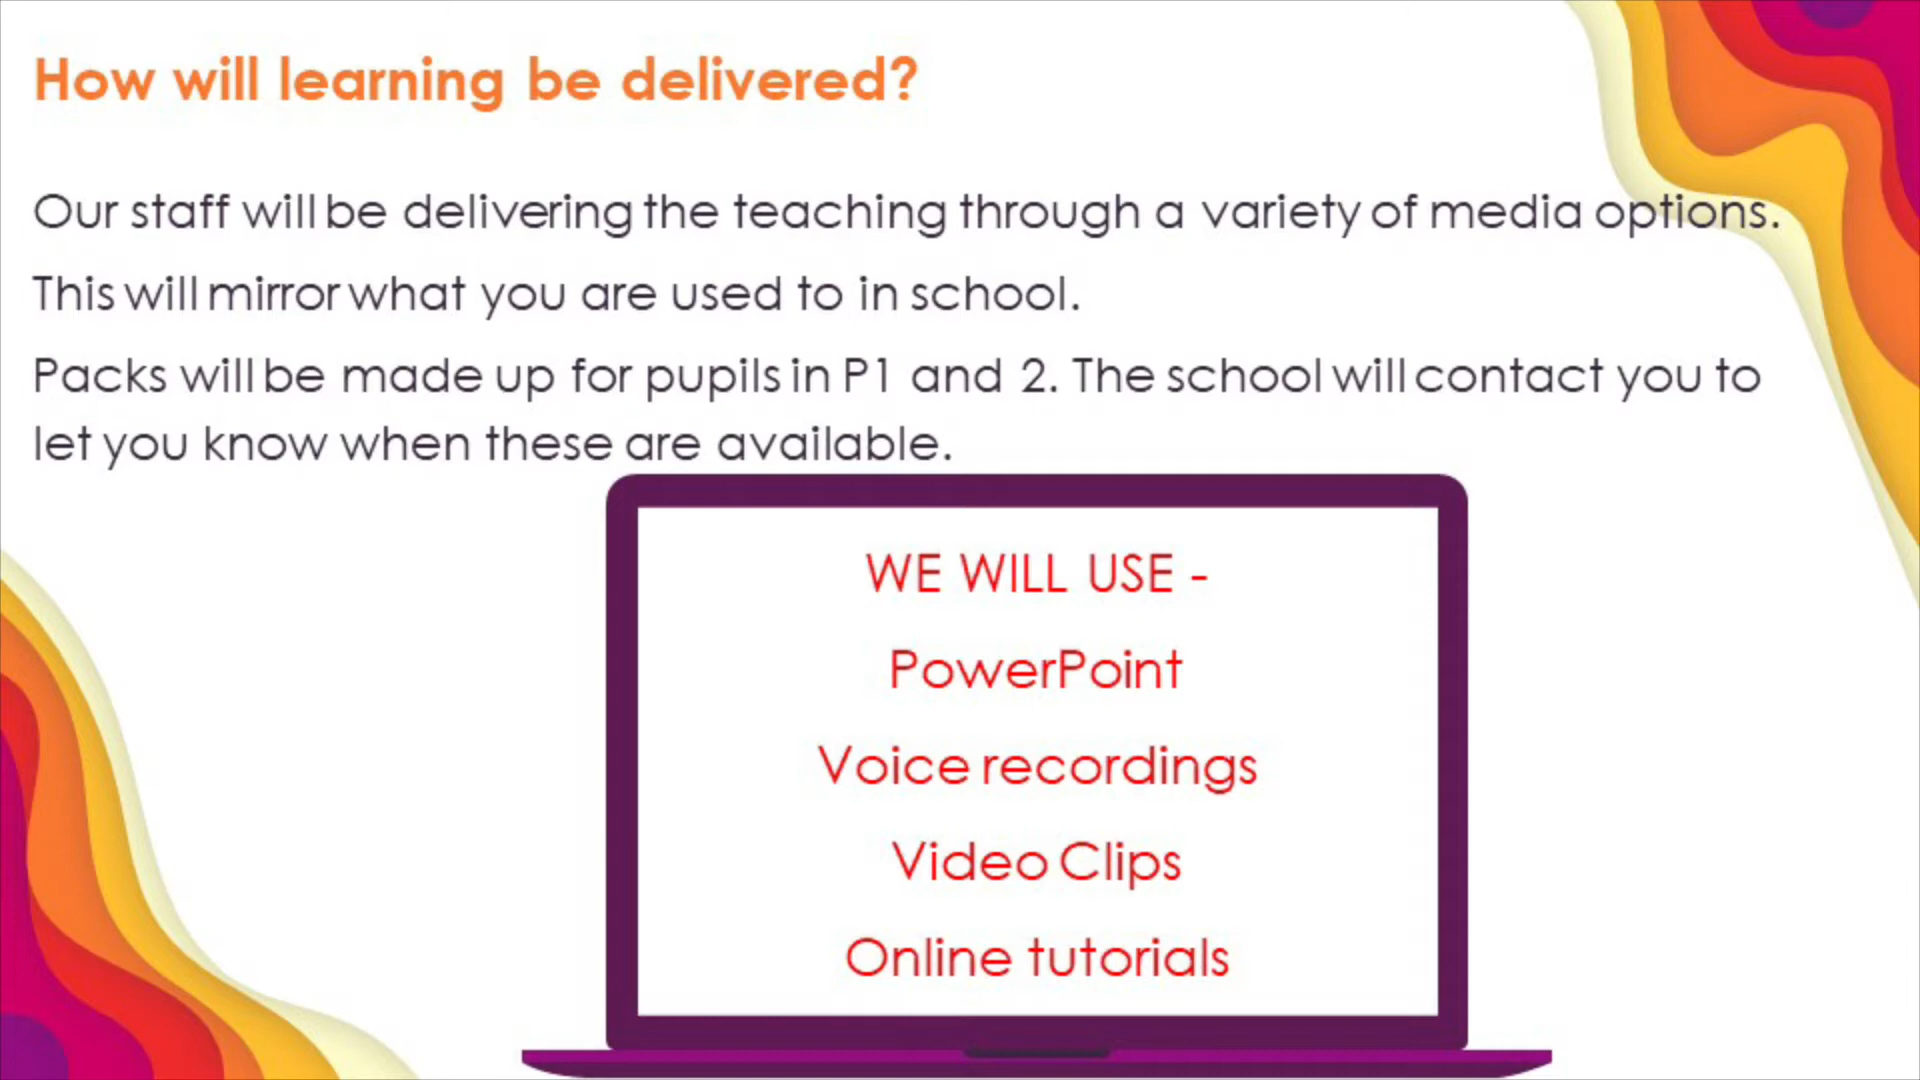 How will learning be delivered?
Our staff will be delivering the teaching through a variety of media options.
This will mirror what you are used to in school.
Packs will be made up for pupils in P1 and 2. The school will contact you to
let you know when these are available.
WE WILL USE -
PowerPoint
Voice recordings
Video Clips
Online tutorials